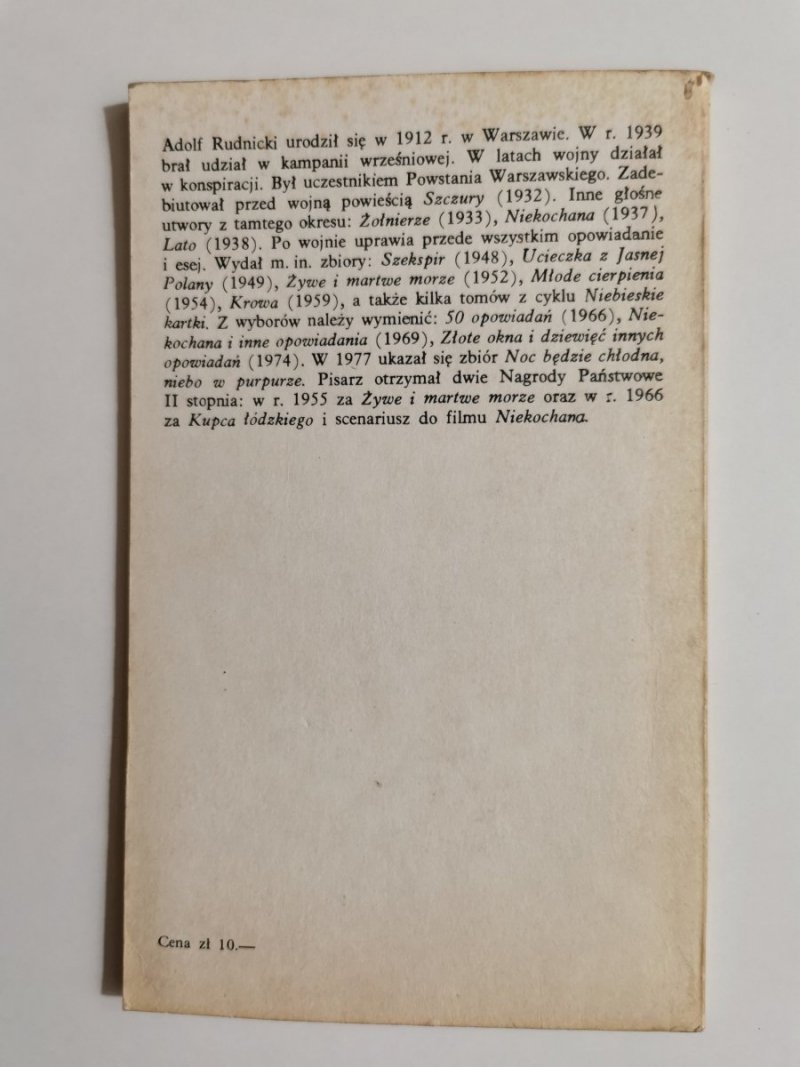 Adolf Rudnicki urodził się w 1912 r. w Warszawie. W r. 1939
brał udział w kampanii wrześniowej. W latach wojny działał
w konspiracji. Był uczestnikiem Powstania Warszawskiego. Zade-
biutował przed wojną powieścią Szczury (1932). Inne głośne
utwory z tamtego okresu: Żołnierze (1933), Niekochana (1937),
Lato (1938). Po wojnie uprawia przede wszystkim opowiadanie
i esej. Wydał m. in. zbiory: Szekspir (1948), Ucieczka z Jasnej
Polany (1949), Żywe i martwe morze (1952), Młode cierpienia
(1954), Krowa (1959), a także kilka tomów z cyklu Niebieskie
kartki. Z wyborów należy wymienić: 50 opowiadań (1966), Nie-
kochana i inne opowiadania (1969), Złote okna i dziewięć innych
opowiadań (1974). W 1977 ukazał się zbiór Noc będzie chłodna,
niebo w purpurze. Pisarz otrzymał dwie Nagrody Państwowe
II stopnia: w r. 1955 za Żywe i martwe morze oraz w r. 1966
za Kupca łódzkiego i scenariusz do filmu Niekochana.
Cena zł 10.—